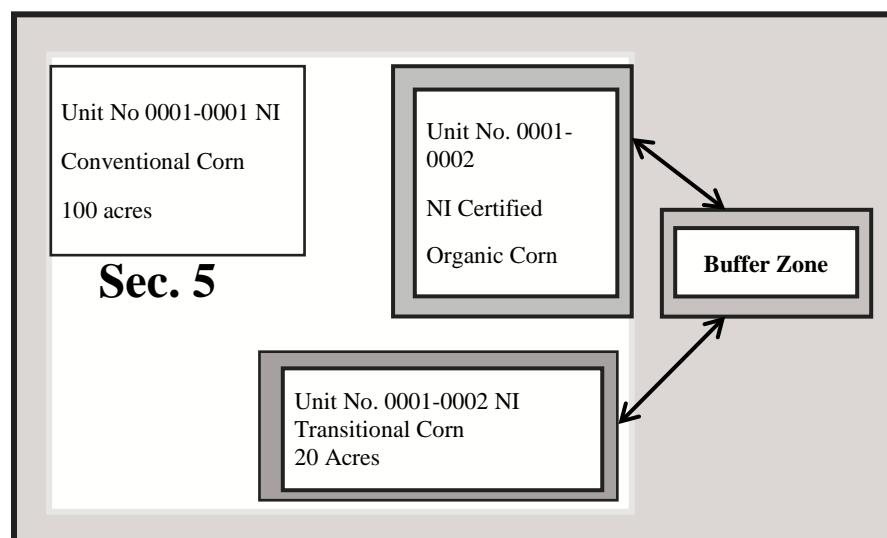 Unit No 0001-0001 NI
Conventional Corn
100 acres
Sec. 5
Unit No. 0001-
0002
NI Certified
Organic Corn
Buffer Zone
Unit No. 0001-0002 NI
Transitional Corn
20 Acres